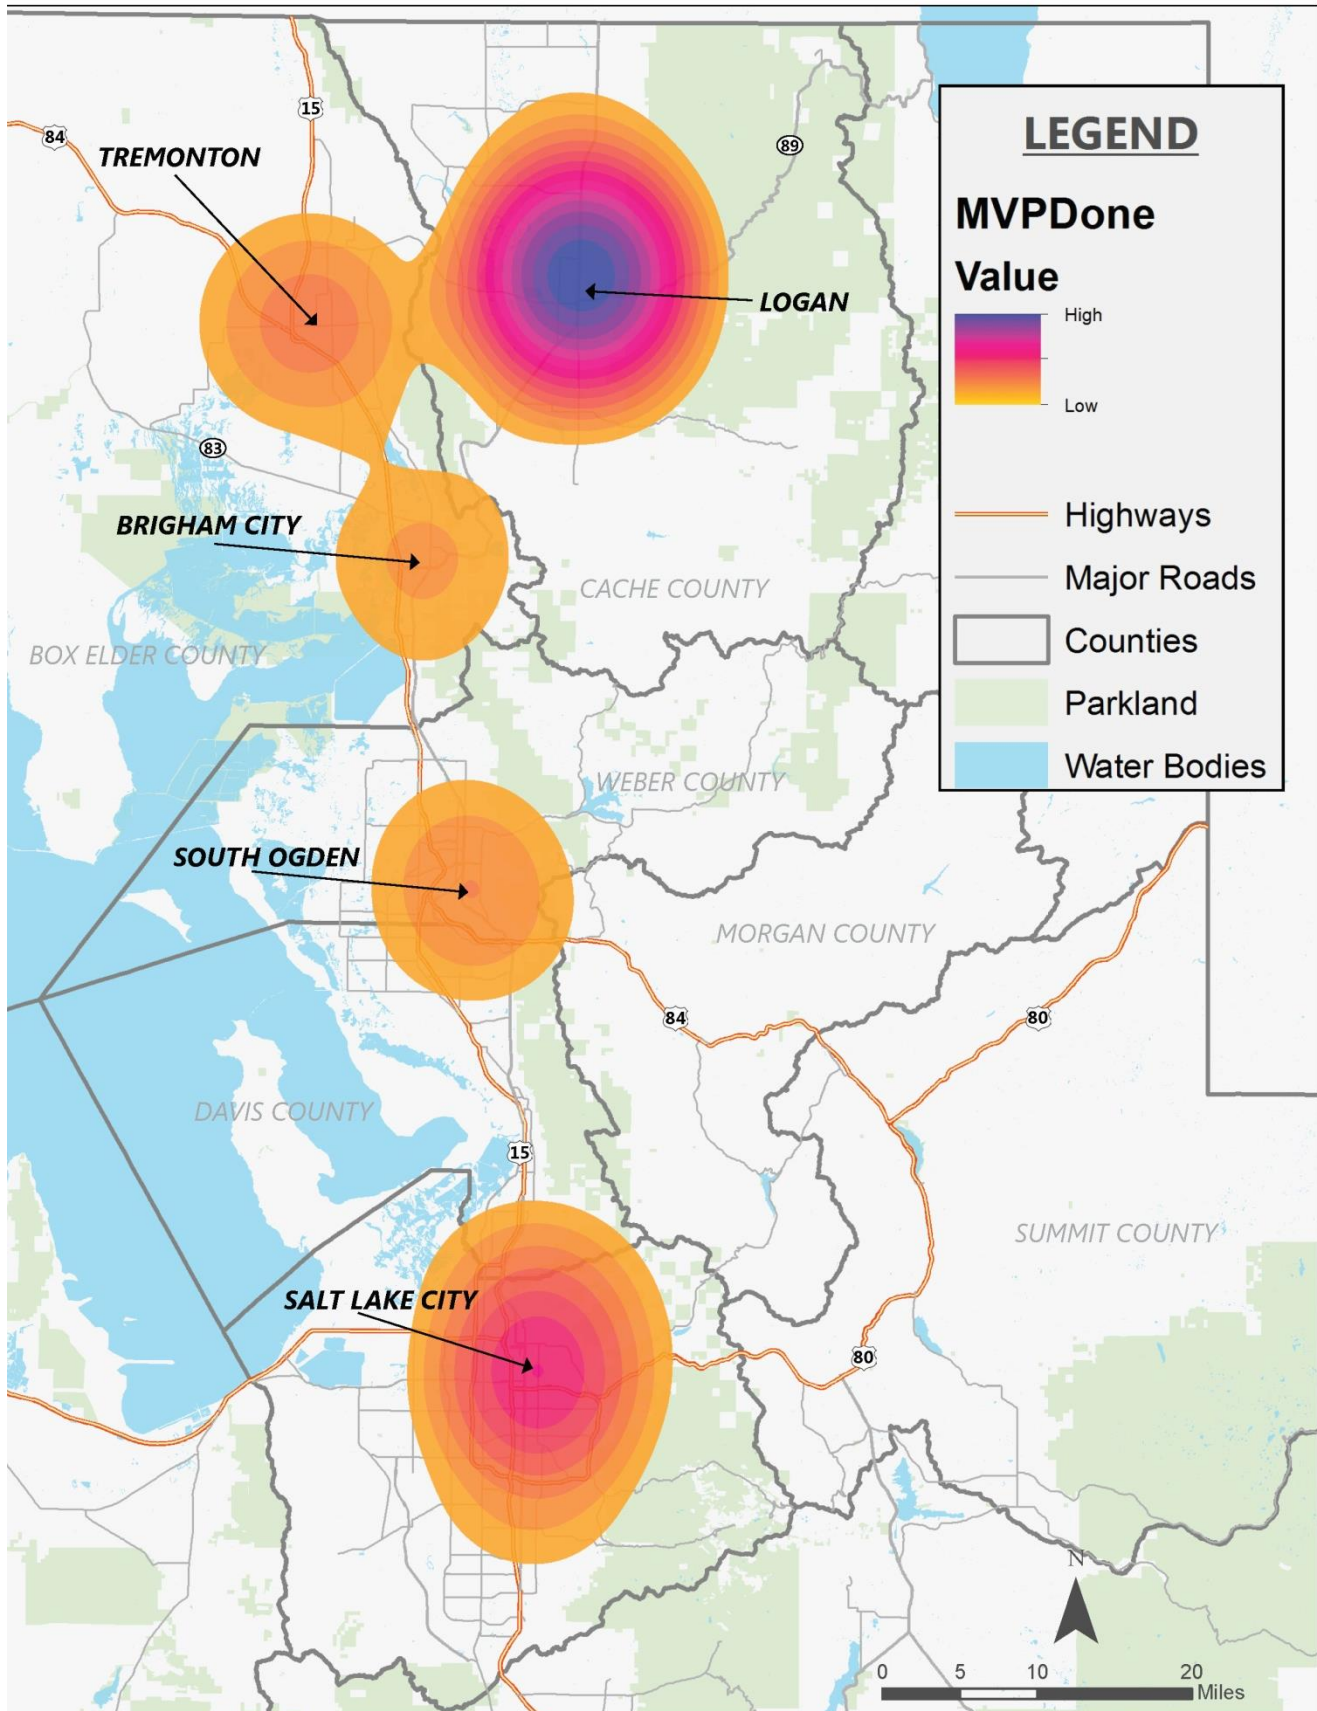 15
84
TREMONTON
89
LEGEND
MVPDone
Value
High
Low
LOGAN
83
Highways
BRIGHAM CITY
Major Roads
CACHE COUNTY
Counties
BOX ELDER COUNTY
Parkland
Water Bodies
WEBER COUNTY
SOUTH OGDEN
MORGAN COUNTY
84
80
DAVIS COUNTY
15
SUMMIT COUNTY
SALT LAKE CITY
80
N
0 5 10 20
Miles